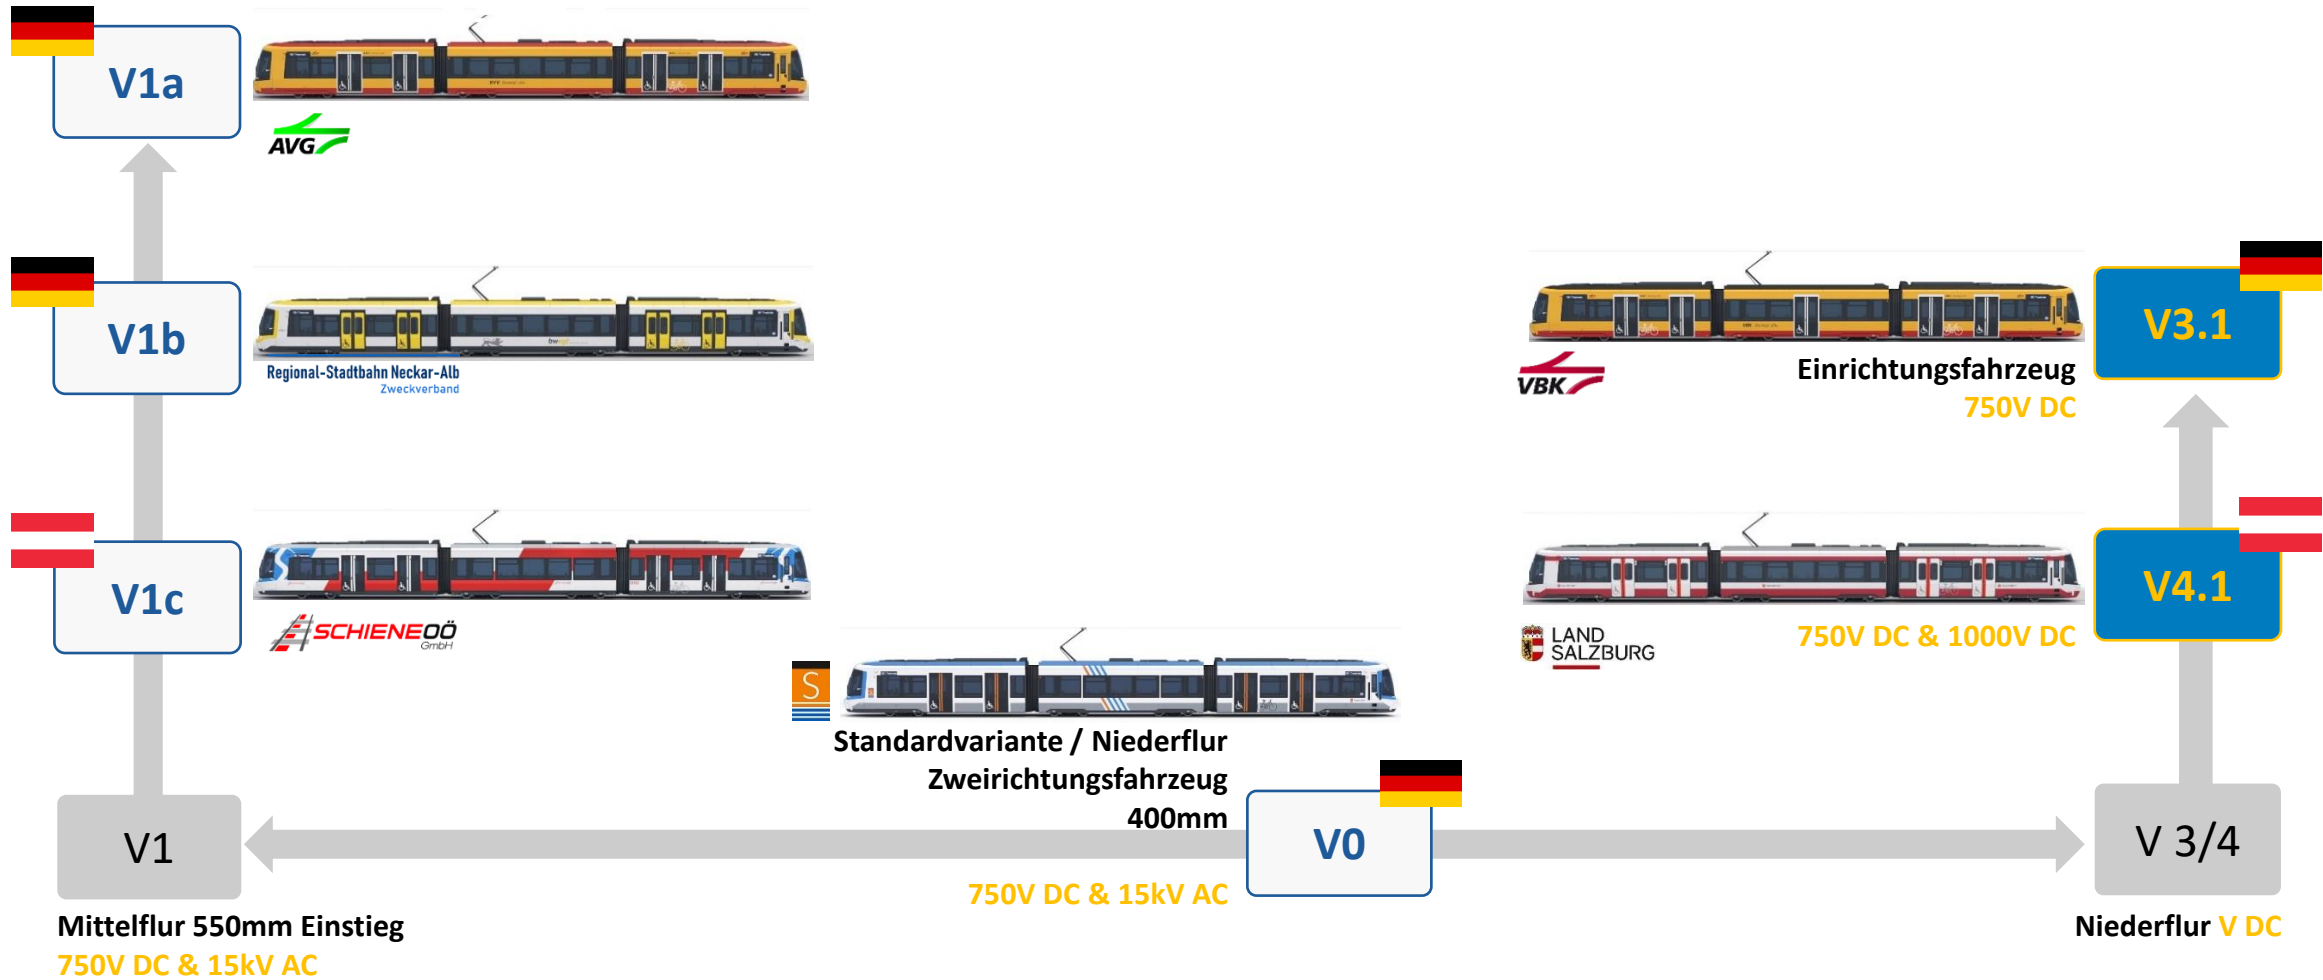 V1a
AVG
V1b
Regional-Stadtbahn Neckar-Alb
Zweckverband
VBK
Einrichtungsfahrzeug
750V DC
V3.1
V1c
SCHIENEOÖ
GmbH
LAND
SALZBURG
750V DC & 1000V DC
V4.1
S
Standardvariante / Niederflur
Zweirichtungsfahrzeug
400mm
V1
V0
V 3/4
750V DC & 15kV AC
Mittelflur 550mm Einstieg
750V DC & 15kV AC
Niederflur V DC